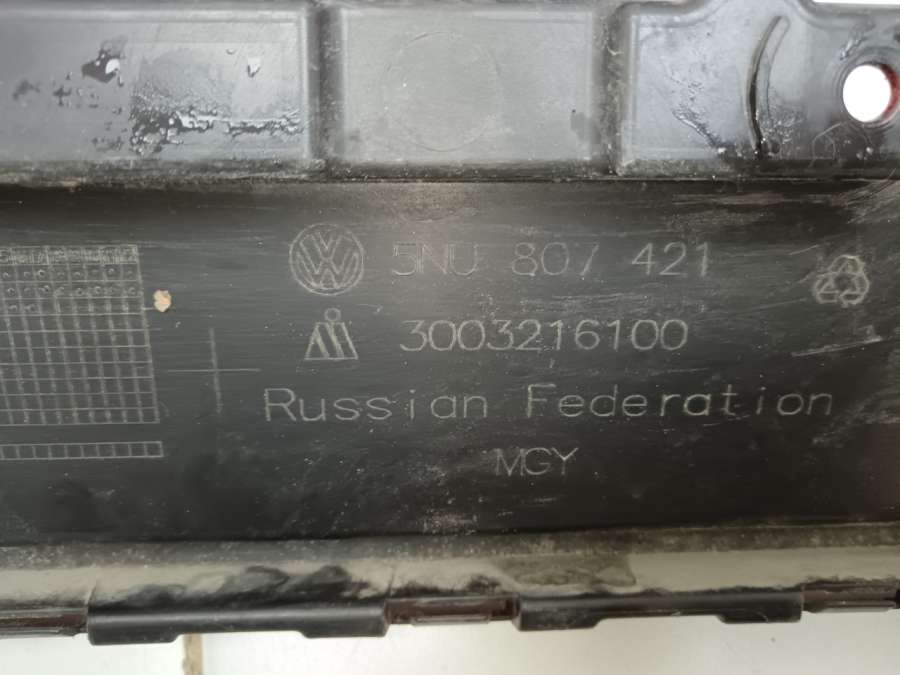 5NU 807 421
3003216100
Russian Federation
MGY